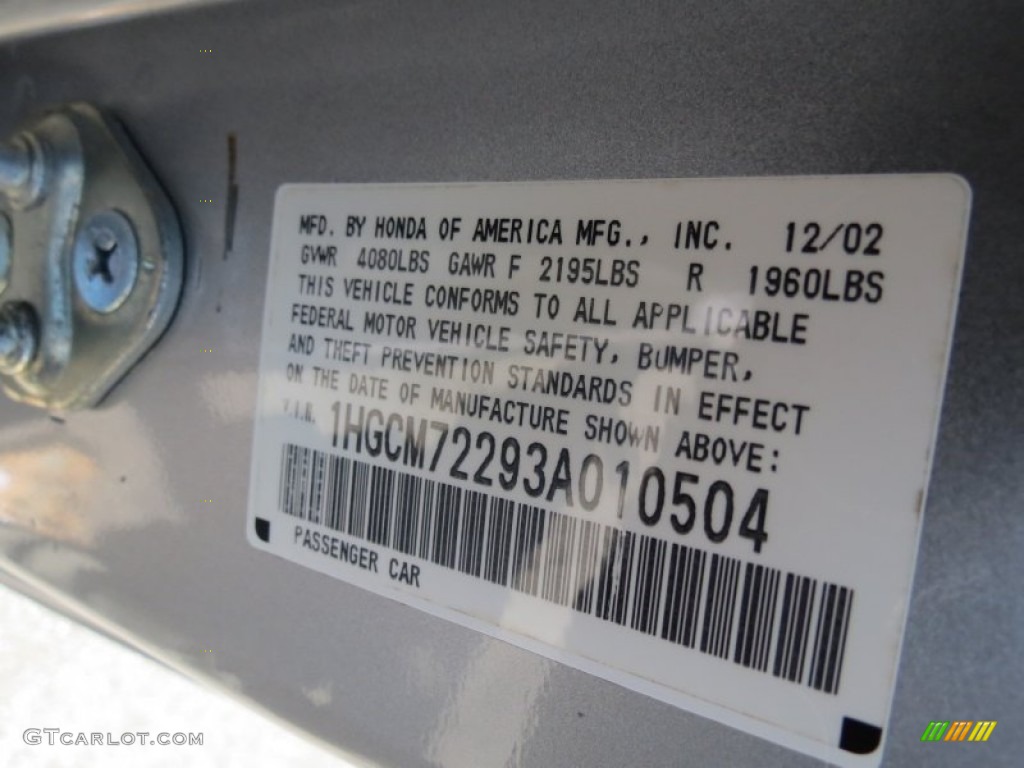 MFD. BY HONDA OF AMERICA MFG., INC. 12/02
GVWR 4080LBS GAWR F 2195LBS R 1960LBS
THIS VEHICLE CONFORMS TO ALL APPLICABLE
FEDERAL MOTOR VEHICLE SAFETY, BUMPER,
AND THEFT PREVENTION STANDARDS IN EFFECT
ON THE DATE OF MANUFACTURE SHOWN ABOVE:
V.I.N. 1HGCM72293A010504
PASSENGER CAR
GTCARLOT.COM